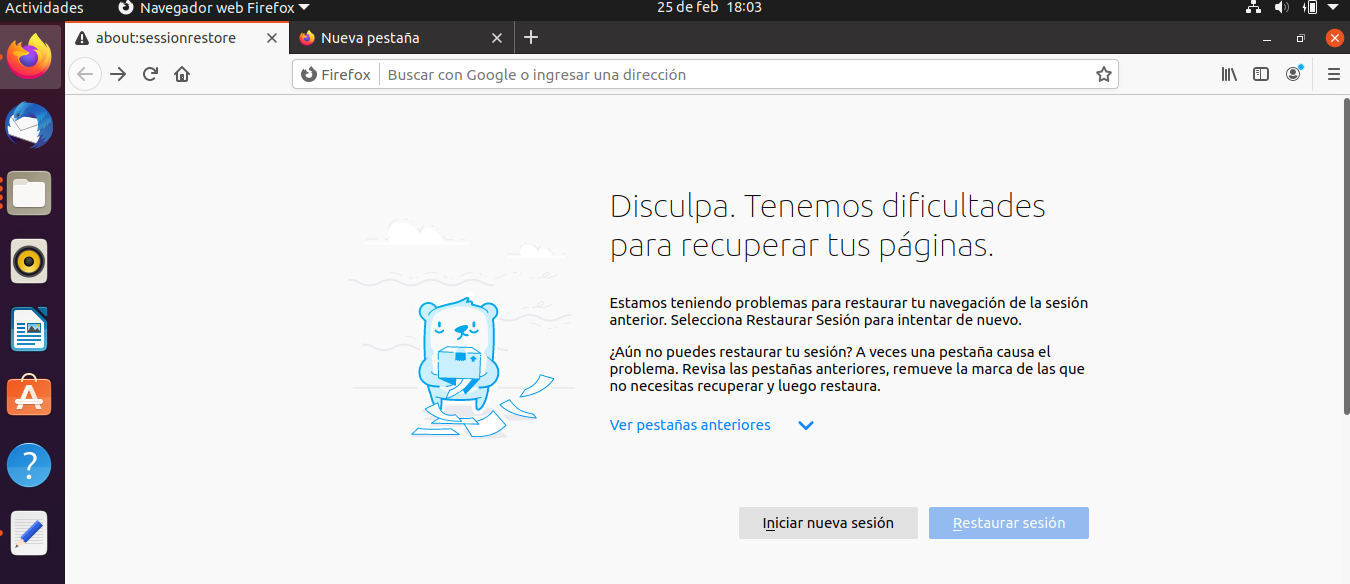 Actividades
Navegador web Firefox
25 de feb 18:03
about:sessionrestore
Nueva pestaña
Firefox
Buscar con Google o ingresar una dirección
Disculpa. Tenemos dificultades
para recuperar tus páginas.
Estamos teniendo problemas para restaurar tu navegación de la sesión
anterior. Selecciona Restaurar Sesión para intentar de nuevo.
¿Aún no puedes restaurar tu sesión? A veces una pestaña causa el
problema. Revisa las pestañas anteriores, remueve la marca de las que
no necesitas recuperar y luego restaura.
Ver pestañas anteriores
Iniciar nueva sesión
Restaurar sesión